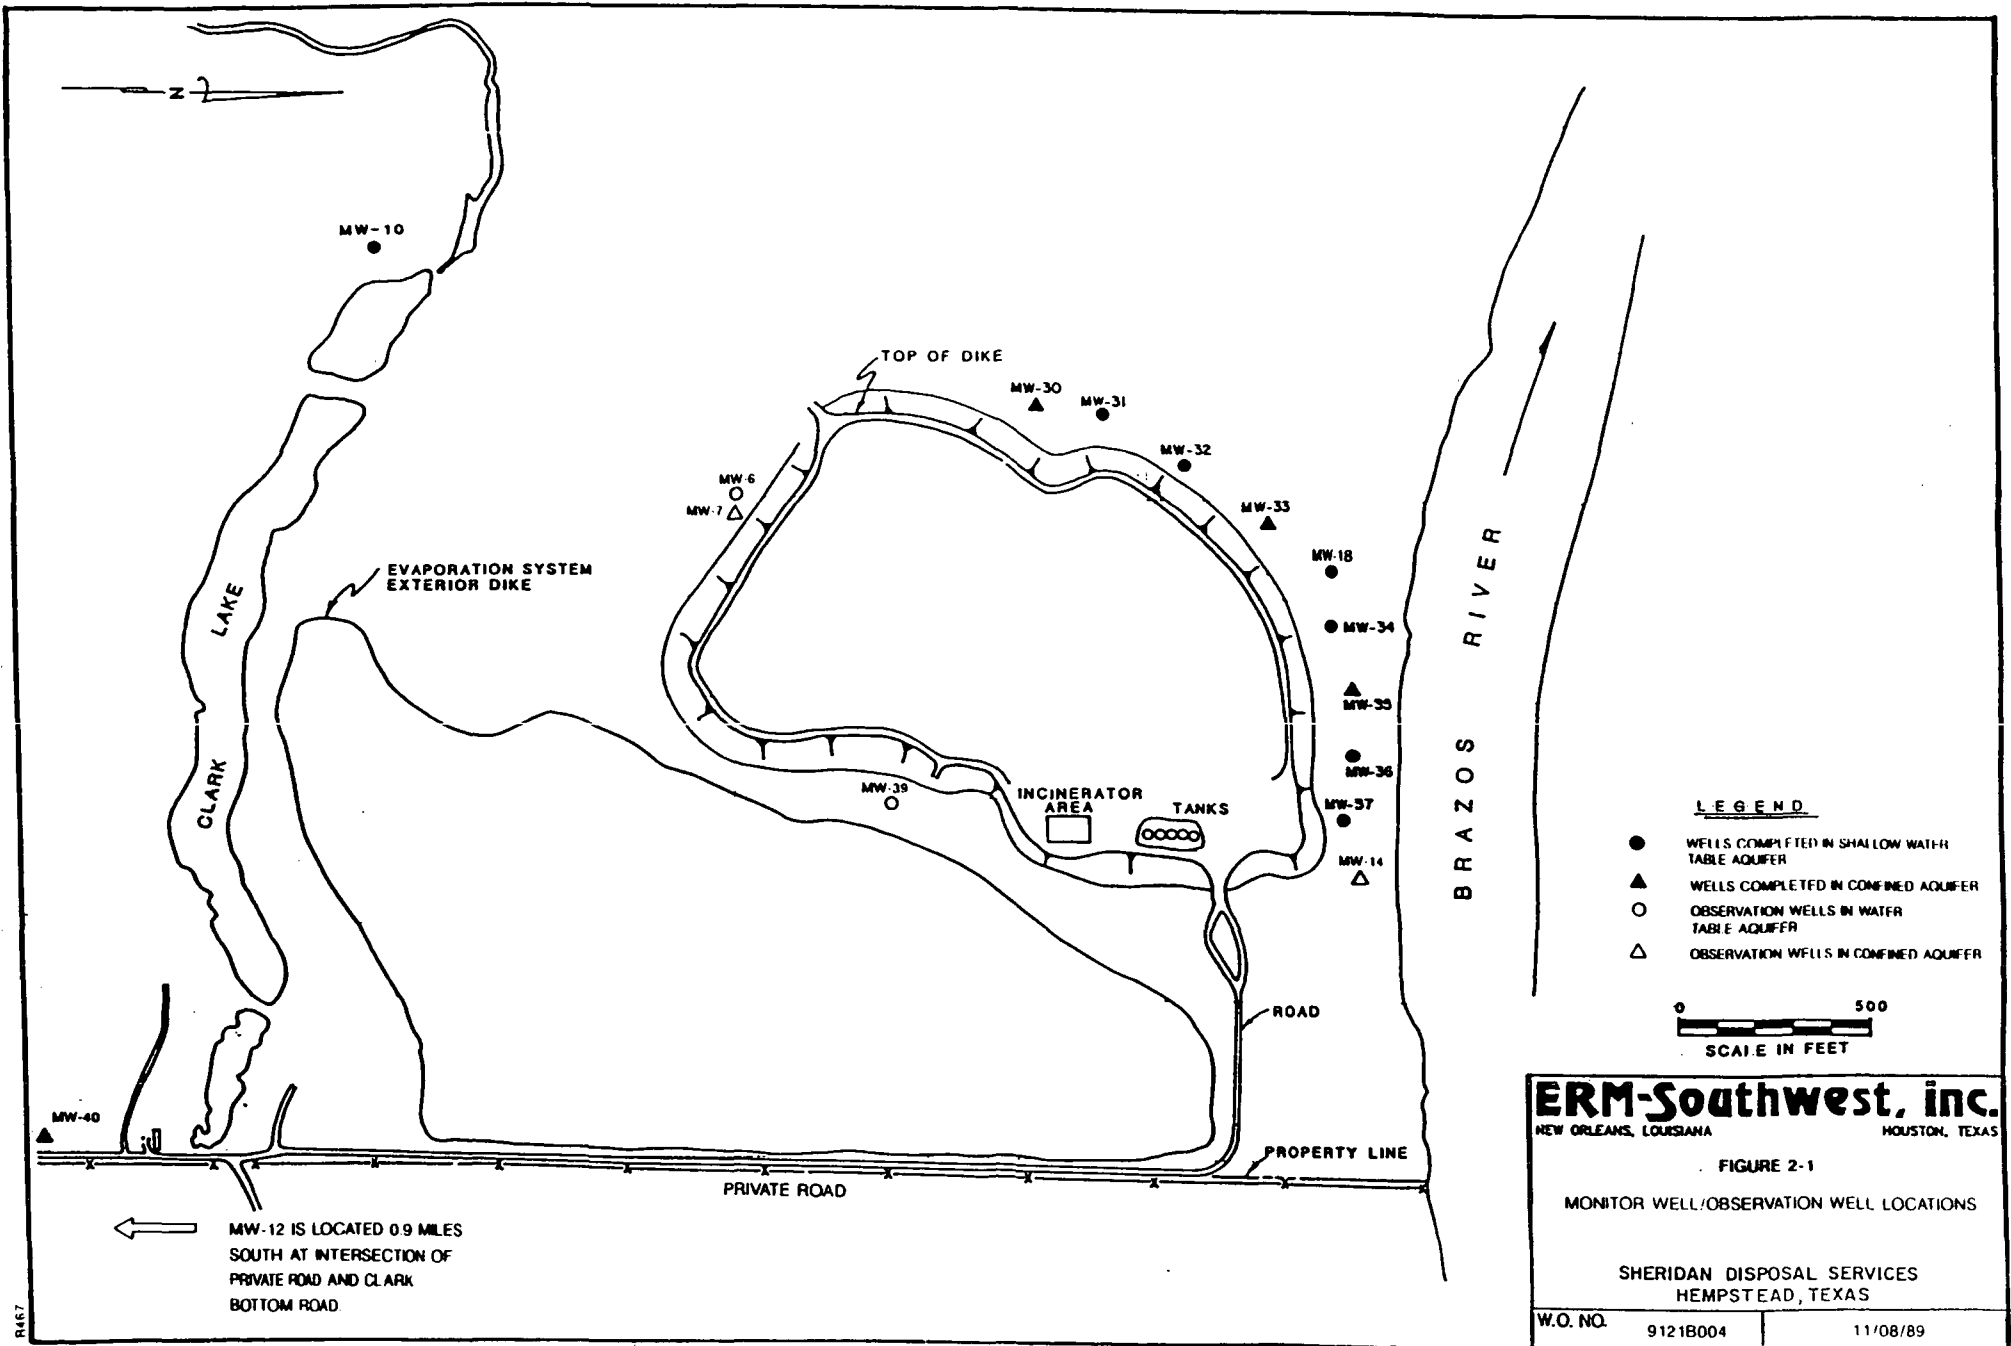 N
MW-10
TOP OF DIKE
MW-30
MW-31
MW-32
MW-6
MW-7
MW-33
MW-18
EVAPORATION SYSTEM
EXTERIOR DIKE
MW-34
MW-35
MW-36
MW-39
INCINERATOR
AREA
TANKS
MW-37
MW-14
CLARK LAKE
BRAZOS RIVER
ROAD
MW-40
PROPERTY LINE
PRIVATE ROAD
MW-12 IS LOCATED 0.9 MILES
SOUTH AT INTERSECTION OF
PRIVATE ROAD AND CLARK
BOTTOM ROAD.
LEGEND
WELLS COMPLETED IN SHALLOW WATER
TABLE AQUIFER
WELLS COMPLETED IN CONFINED AQUIFER
OBSERVATION WELLS IN WATER
TABLE AQUIFER
OBSERVATION WELLS IN CONFINED AQUIFER
0 500
SCALE IN FEET
ERM-Southwest, inc.
NEW ORLEANS, LOUISIANA HOUSTON, TEXAS
FIGURE 2-1
MONITOR WELL/OBSERVATION WELL LOCATIONS
SHERIDAN DISPOSAL SERVICES
HEMPSTEAD, TEXAS
W.O. NO. 9121B004 11/08/89
R467